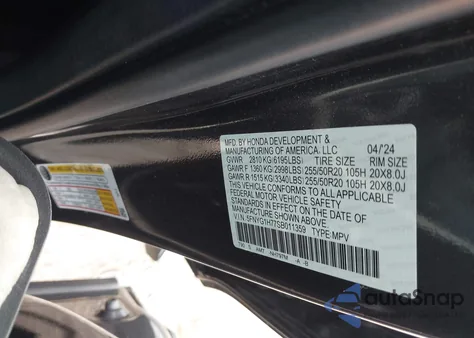 MFD. BY HONDA DEVELOPMENT &
MANUFACTURING OF AMERICA, LLC 04/24
GVWR 2810 KG(6195LBS) TIRE SIZE RIM SIZE
GAWR F 1360 KG(2998LBS) 255/50R20 105H 20X8.0J
GAWR R 1515 KG(3340LBS) 255/50R20 105H 20X8.0J
THIS VEHICLE CONFORMS TO ALL APPLICABLE
FEDERAL MOTOR VEHICLE SAFETY
STANDARDS IN EFFECT ON THE DATE OF
MANUFACTURE SHOWN ABOVE.
V.I.N. 5FNYG1H77SB011359 TYPE: MPV
autoSnap